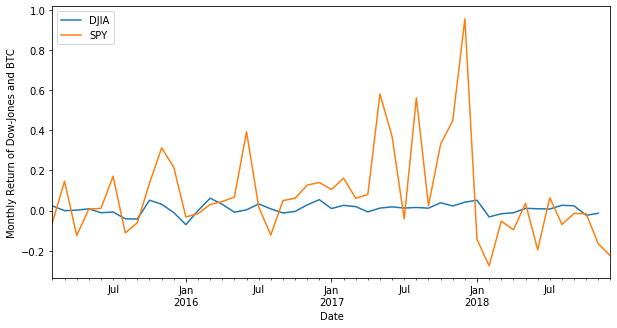 Monthly Return of Dow-Jones and BTC
1.0
0.8
0.6
0.4
0.2
0.0
−0.2
DJIA
SPY
Jul
Jan
2016
Jul
Jan
2017
Jul
Jan
2018
Jul
Date